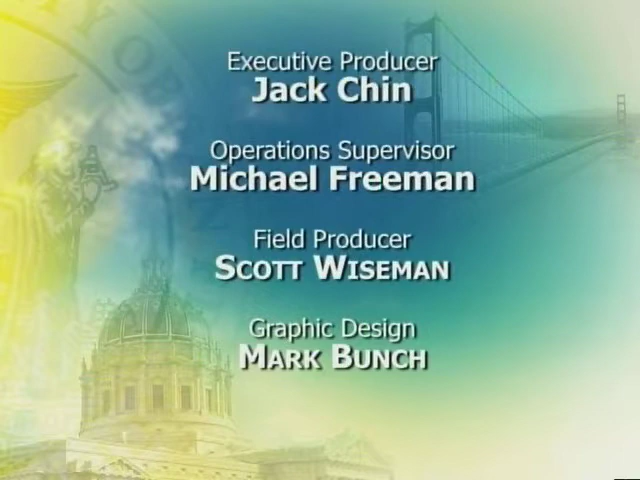 Executive Producer
Jack Chin
Operations Supervisor
Michael Freeman
Field Producer
SCOTT WISEMAN
Graphic Design
MARK BUNCH